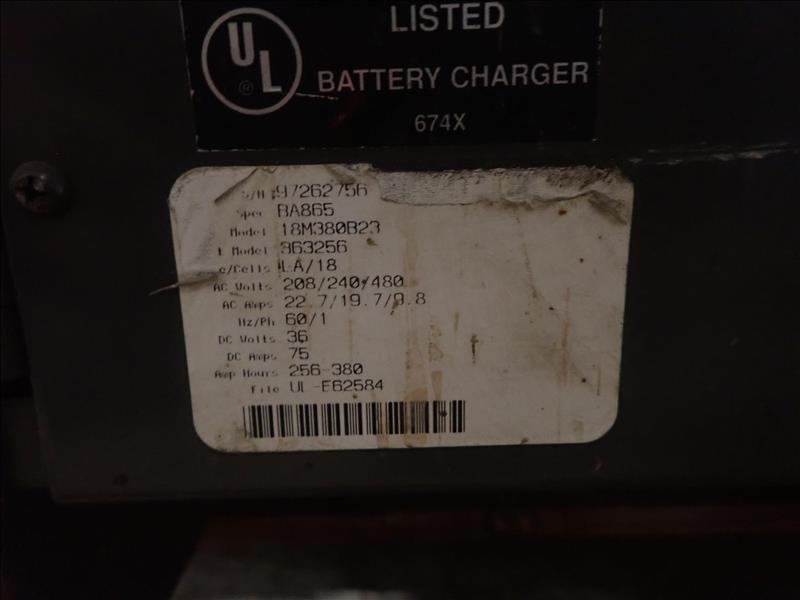 UL
®
LISTED
BATTERY CHARGER
674X
S/N 97262756
Spec BA865
Model 18M380B23
t Model 363256
e/Cells LA/18
AC Volts 208/240/480
AC Amps 22.7/19.7/9.8
Hz/Ph 60/1
DC Volts 36
DC Amps 75
Amp Hours 256-380
File UL-E62584